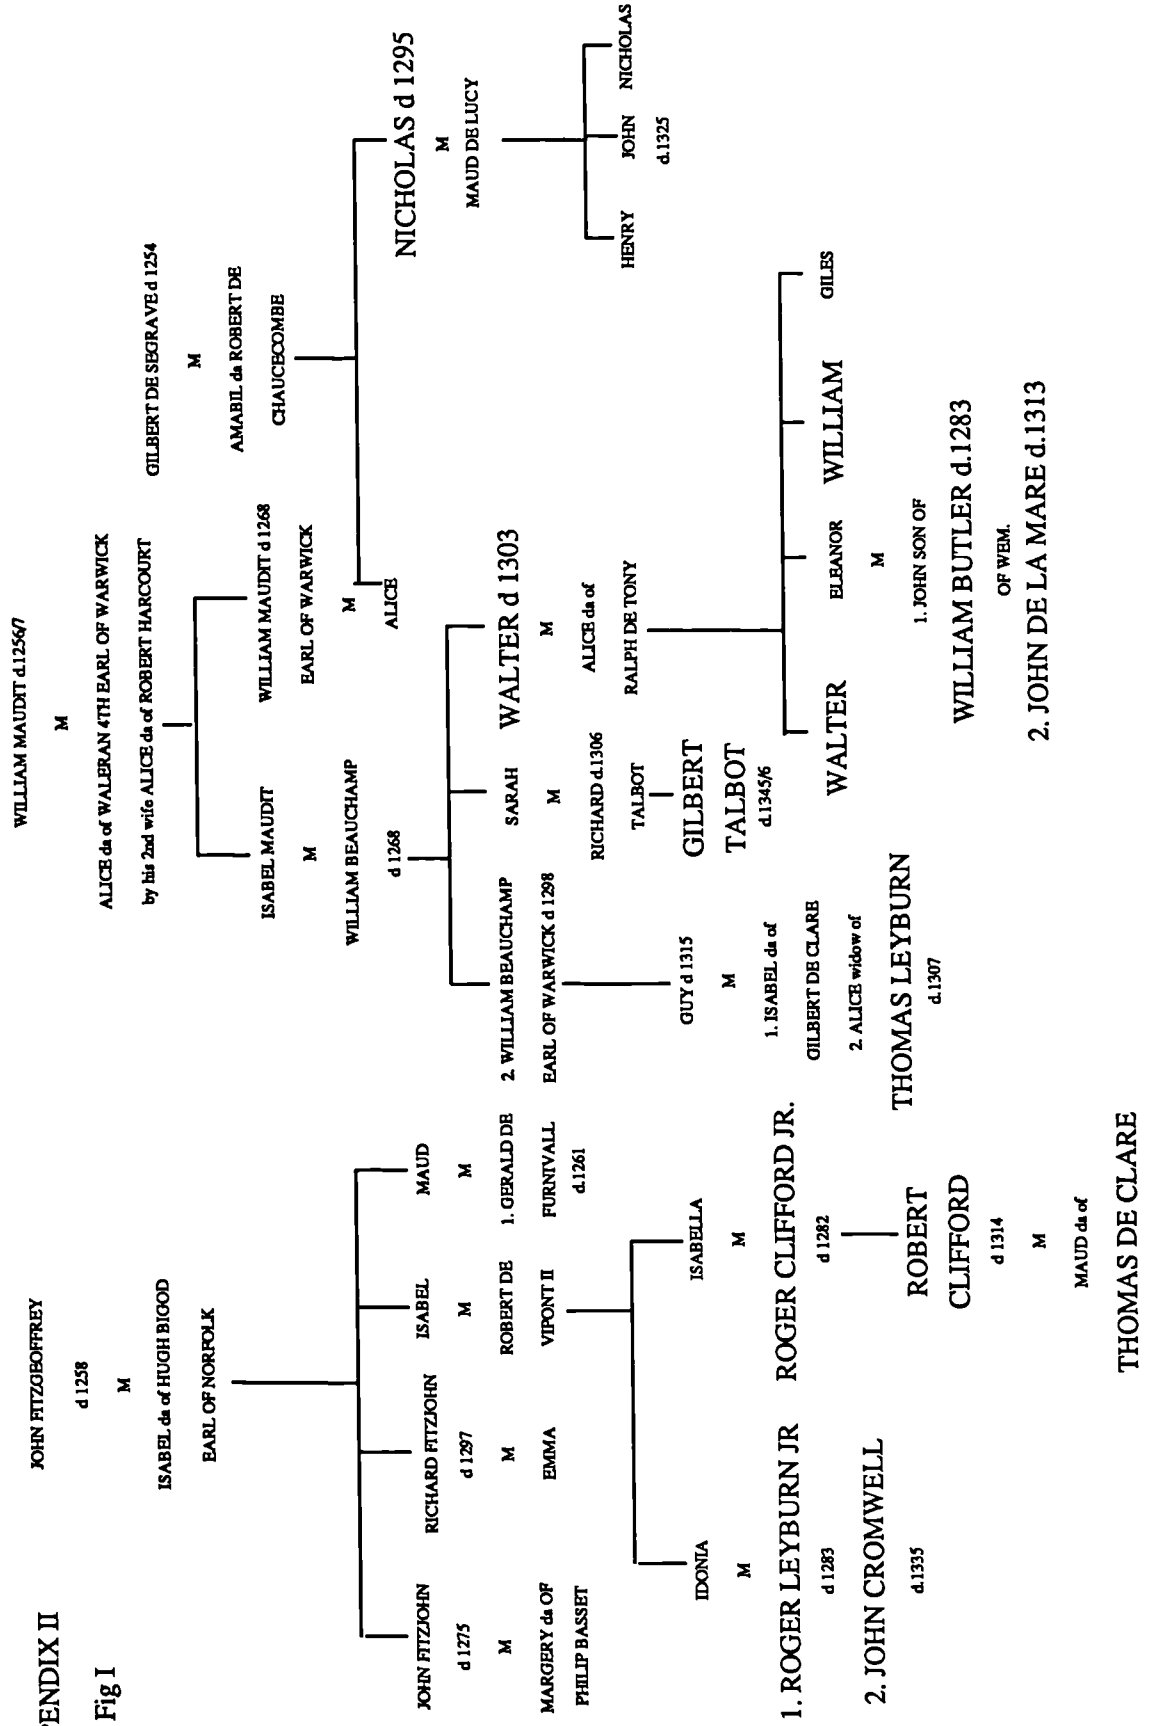 PENDIX II
Fig I
JOHN FITZGEOFFREY
d 1258
M
ISABEL da of HUGH BIGOD
EARL OF NORFOLK
JOHN FITZJOHN
d 1275
M
MARGERY da OF
PHILIP BASSET
RICHARD FITZJOHN
d 1297
M
EMMA
ISABEL
M
ROBERT DE
VIPONT II
MAUD
M
1. GERALD DE
FURNIVALL
d.1261
2. WILLIAM BEAUCHAMP
EARL OF WARWICK d 1298
IDONIA
M
1. ROGER LEYBURN JR
d 1283
2. JOHN CROMWELL
d.1335
ISABELLA
M
ROGER CLIFFORD JR.
d 1282
ROBERT
CLIFFORD
d 1314
M
MAUD da of
THOMAS DE CLARE
WILLIAM MAUDIT d.1256/7
M
ALICE da of WALERAN 4TH EARL OF WARWICK
by his 2nd wife ALICE da of ROBERT HARCOURT
ISABEL MAUDIT
M
WILLIAM BEAUCHAMP
d 1268
WILLIAM MAUDIT d 1268
EARL OF WARWICK
M
ALICE
GILBERT DE SEGRAVE d 1254
M
AMABIL da ROBERT DE
CHAUCECOMBE
NICHOLAS d 1295
M
MAUD DE LUCY
HENRY
JOHN
d.1325
NICHOLAS
SARAH
M
RICHARD d.1306
TALBOT
GILBERT
TALBOT
d.1345/6
WALTER d 1303
M
ALICE da of
RALPH DE TONY
GUY d 1315
M
1. ISABEL da of
GILBERT DE CLARE
2. ALICE widow of
THOMAS LEYBURN
d.1307
WALTER
ELEANOR
M
1. JOHN SON OF
WILLIAM BUTLER d.1283
OF WEM.
2. JOHN DE LA MARE d.1313
WILLIAM
GILES